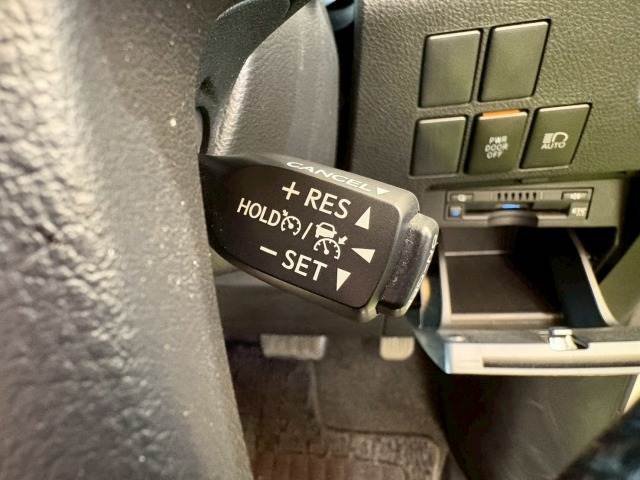 CANCEL
+ RES
HOLD /
− SET
PWR
DOOR
OFF
AUTO